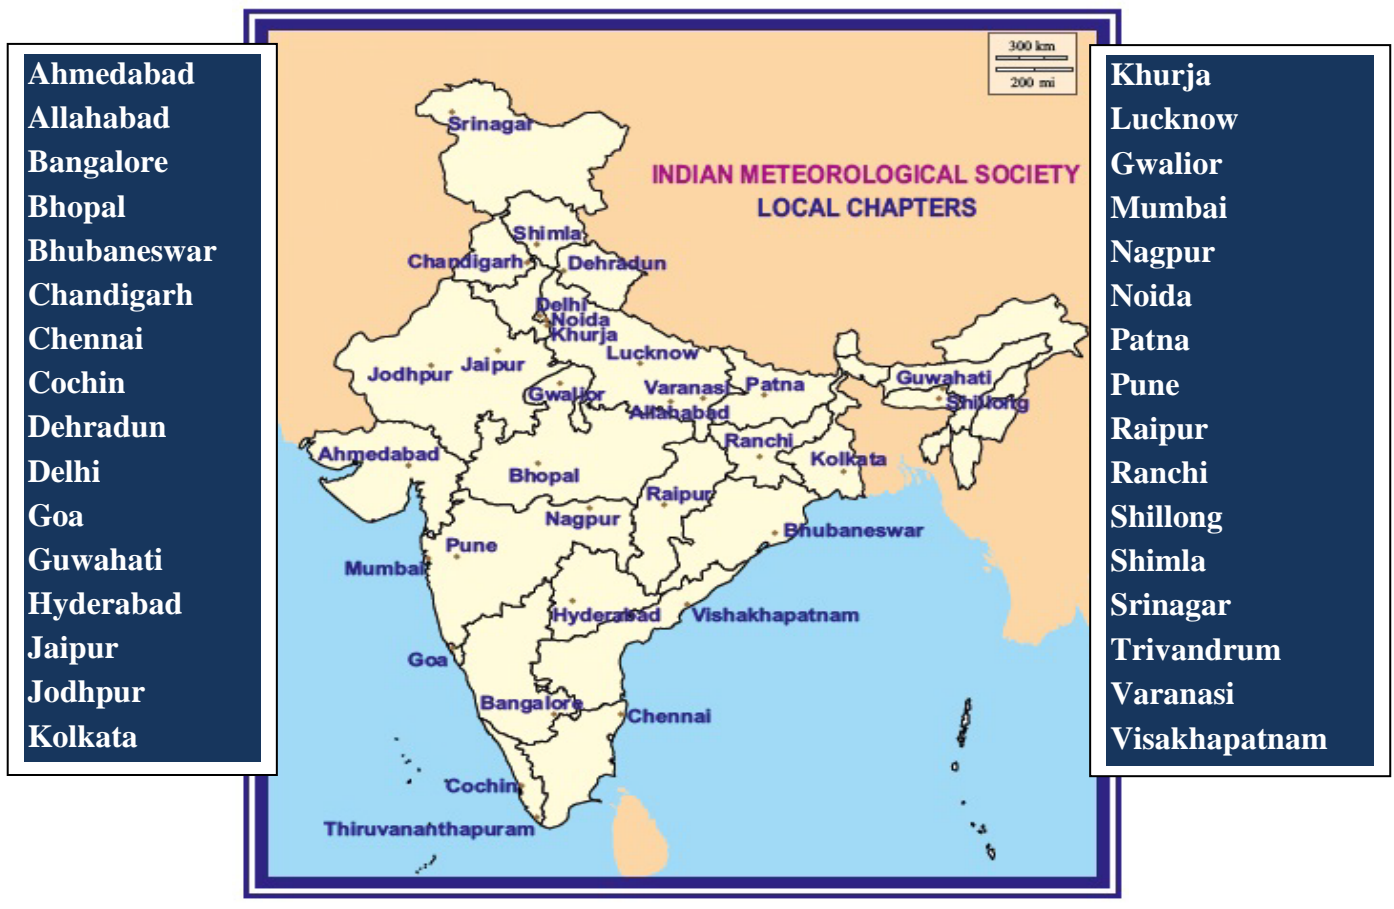 Ahmedabad
Allahabad
Bangalore
Bhopal
Bhubaneswar
Chandigarh
Chennai
Cochin
Dehradun
Delhi
Goa
Guwahati
Hyderabad
Jaipur
Jodhpur
Kolkata
300 km
200 mi
INDIAN METEOROLOGICAL SOCIETY
LOCAL CHAPTERS
Srinagar
Shimla
Chandigarh
Dehradun
Delhi
Noida
Khurja
Lucknow
Jaipur
Jodhpur
Gwalior
Varanasi
Patna
Allahabad
Guwahati
Shillong
Ranchi
Ahmedabad
Kolkata
Bhopal
Raipur
Nagpur
Bhubaneswar
Pune
Mumbai
Hyderabad
Vishakhapatnam
Goa
Bangalore
Chennai
Cochin
Thiruvananthapuram
Khurja
Lucknow
Gwalior
Mumbai
Nagpur
Noida
Patna
Pune
Raipur
Ranchi
Shillong
Shimla
Srinagar
Trivandrum
Varanasi
Visakhapatnam